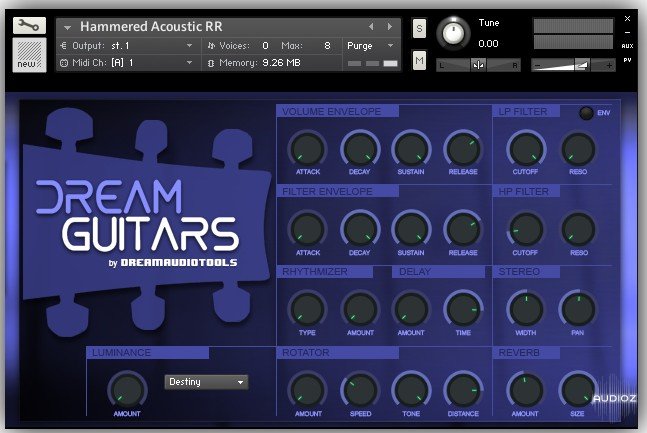 Hammered Acoustic RR
Output: st. 1
Voices: 0 Max: 8 Purge
Midi Ch: [A] 1
Memory: 9.26 MB
new
S
M
Tune
0.00
L R
− +
×
−
AUX
PV
VOLUME ENVELOPE
ATTACK DECAY SUSTAIN RELEASE
LP FILTER
ENV
CUTOFF RESO
DREAM
GUITARS
by DREAMAUDIOTOOLS
FILTER ENVELOPE
ATTACK DECAY SUSTAIN RELEASE
HP FILTER
CUTOFF RESO
RHYTHMIZER
TYPE AMOUNT
DELAY
AMOUNT TIME
STEREO
WIDTH PAN
LUMINANCE
AMOUNT
Destiny
ROTATOR
AMOUNT SPEED TONE DISTANCE
REVERB
AMOUNT SIZE
AUDIOZ